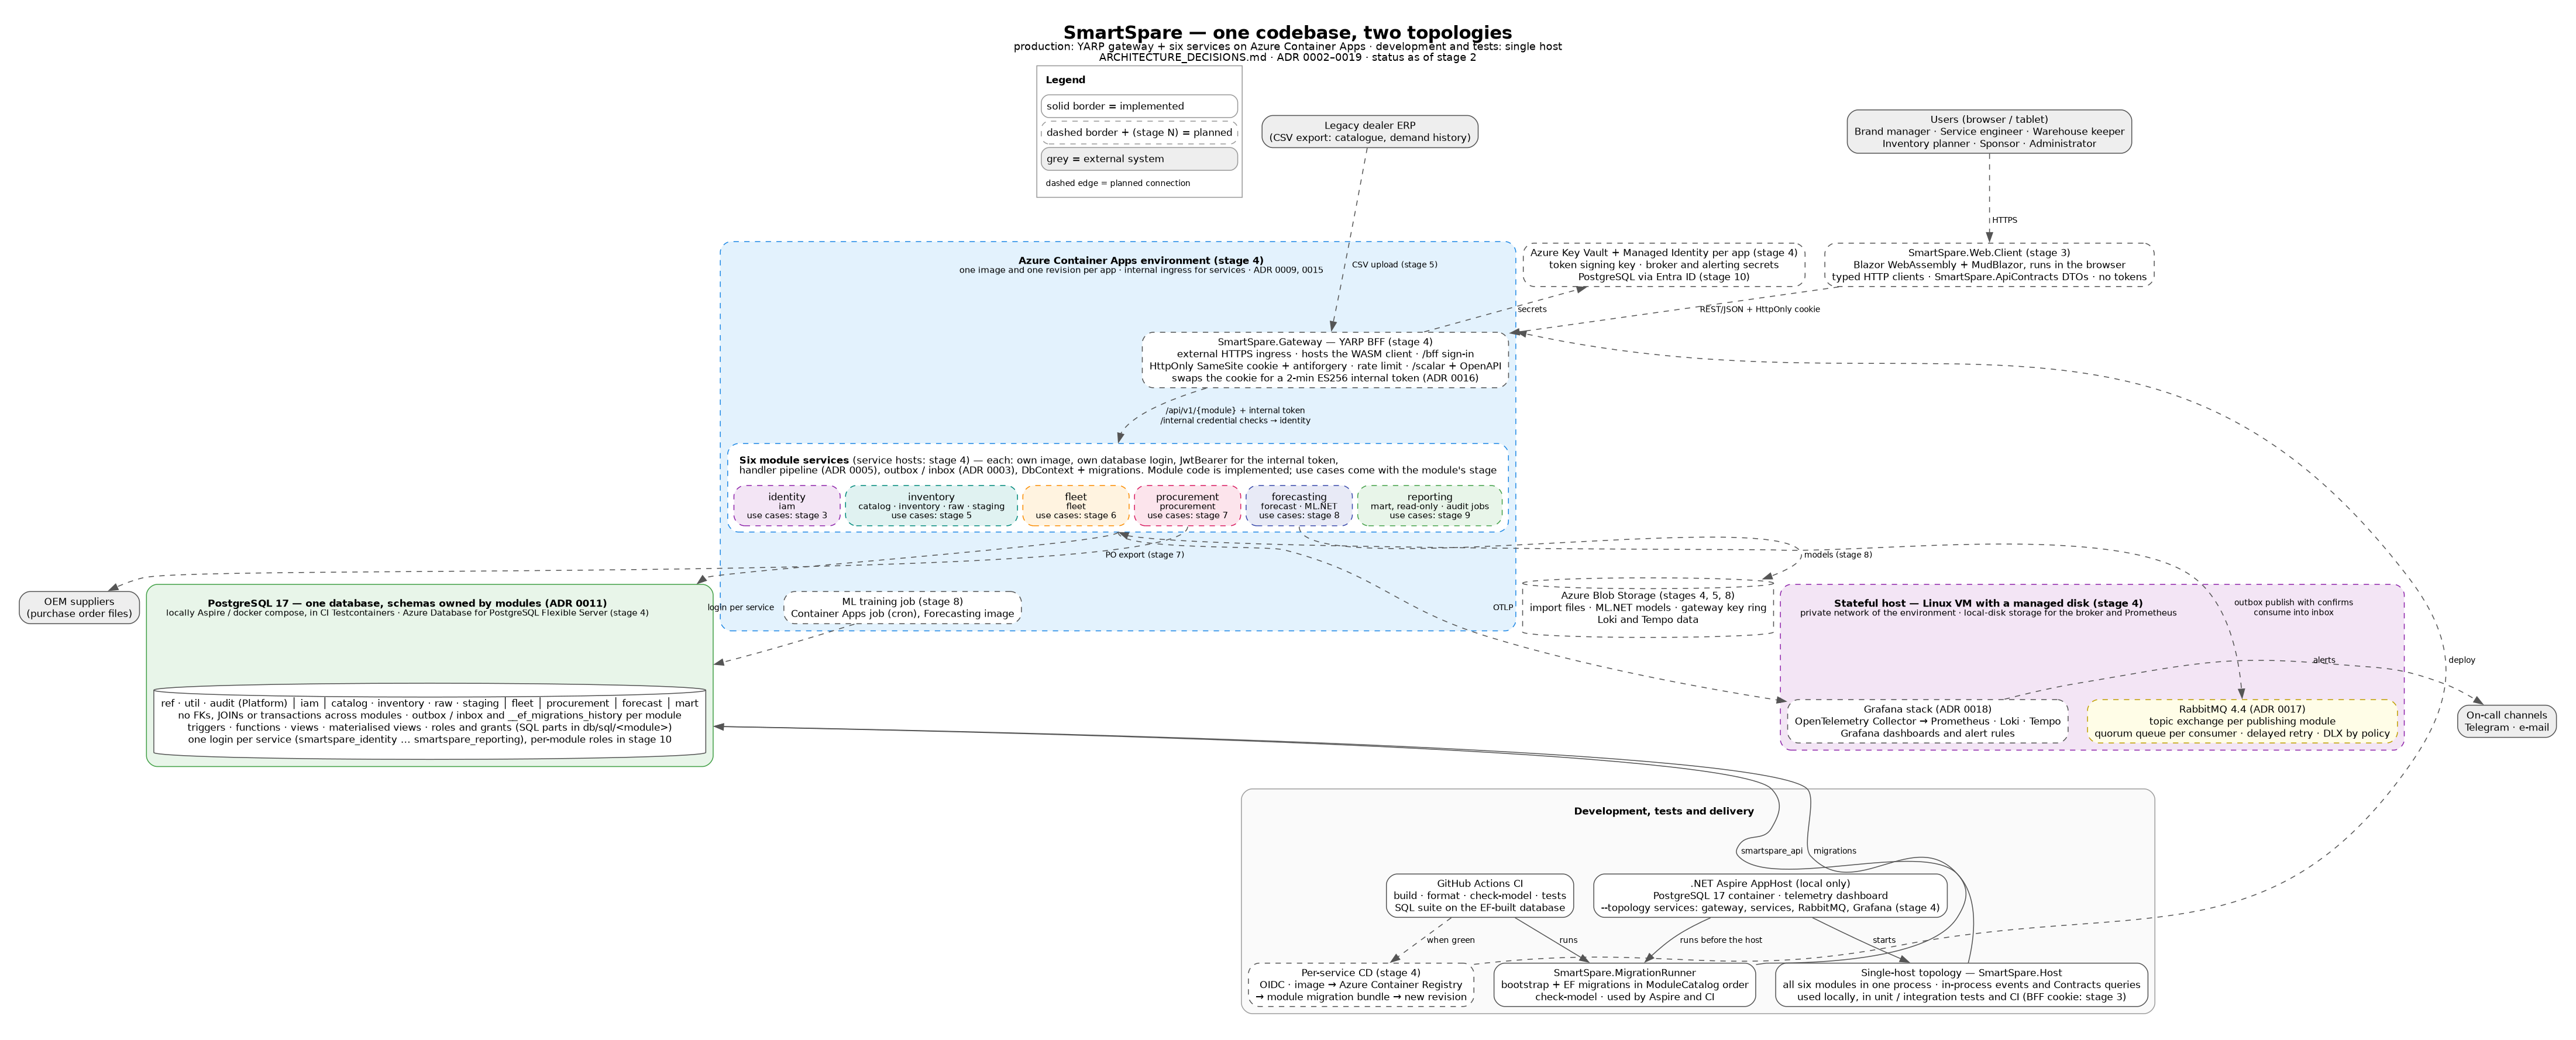 SmartSpare — one codebase, two topologies
production: YARP gateway + six services on Azure Container Apps · development and tests: single host
ARCHITECTURE_DECISIONS.md · ADR 0002–0019 · status as of stage 2
Legend
solid border = implemented
dashed border + (stage N) = planned
grey = external system
dashed edge = planned connection
Legacy dealer ERP
(CSV export: catalogue, demand history)
Users (browser / tablet)
Brand manager · Service engineer · Warehouse keeper
Inventory planner · Sponsor · Administrator
HTTPS
Azure Container Apps environment (stage 4)
one image and one revision per app · internal ingress for services · ADR 0009, 0015
CSV upload (stage 5)
Azure Key Vault + Managed Identity per app (stage 4)
token signing key · broker and alerting secrets
PostgreSQL via Entra ID (stage 10)
SmartSpare.Web.Client (stage 3)
Blazor WebAssembly + MudBlazor, runs in the browser
typed HTTP clients · SmartSpare.ApiContracts DTOs · no tokens
secrets
REST/JSON + HttpOnly cookie
SmartSpare.Gateway — YARP BFF (stage 4)
external HTTPS ingress · hosts the WASM client · /bff sign-in
HttpOnly SameSite cookie + antiforgery · rate limit · /scalar + OpenAPI
swaps the cookie for a 2-min ES256 internal token (ADR 0016)
/api/v1/{module} + internal token
/internal credential checks → identity
Six module services (service hosts: stage 4) — each: own image, own database login, JwtBearer for the internal token,
handler pipeline (ADR 0005), outbox / inbox (ADR 0003), DbContext + migrations. Module code is implemented; use cases come with the module's stage
identity
iam
use cases: stage 3
inventory
catalog · inventory · raw · staging
use cases: stage 5
fleet
fleet
use cases: stage 6
procurement
procurement
use cases: stage 7
forecasting
forecast · ML.NET
use cases: stage 8
reporting
mart, read-only · audit jobs
use cases: stage 9
PO export (stage 7)
models (stage 8)
OEM suppliers
(purchase order files)
PostgreSQL 17 — one database, schemas owned by modules (ADR 0011)
locally Aspire / docker compose, in CI Testcontainers · Azure Database for PostgreSQL Flexible Server (stage 4)
login per service
ML training job (stage 8)
Container Apps job (cron), Forecasting image
OTLP
Azure Blob Storage (stages 4, 5, 8)
import files · ML.NET models · gateway key ring
Loki and Tempo data
Stateful host — Linux VM with a managed disk (stage 4)
private network of the environment · local-disk storage for the broker and Prometheus
outbox publish with confirms
consume into inbox
alerts
deploy
ref · util · audit (Platform) │ iam │ catalog · inventory · raw · staging │ fleet │ procurement │ forecast │ mart
no FKs, JOINs or transactions across modules · outbox / inbox and __ef_migrations_history per module
triggers · functions · views · materialised views · roles and grants (SQL parts in db/sql/<module>)
one login per service (smartspare_identity … smartspare_reporting), per-module roles in stage 10
Grafana stack (ADR 0018)
OpenTelemetry Collector → Prometheus · Loki · Tempo
Grafana dashboards and alert rules
RabbitMQ 4.4 (ADR 0017)
topic exchange per publishing module
quorum queue per consumer · delayed retry · DLX by policy
On-call channels
Telegram · e-mail
Development, tests and delivery
smartspare_api
migrations
GitHub Actions CI
build · format · check-model · tests
SQL suite on the EF-built database
.NET Aspire AppHost (local only)
PostgreSQL 17 container · telemetry dashboard
--topology services: gateway, services, RabbitMQ, Grafana (stage 4)
when green
runs
runs before the host
starts
Per-service CD (stage 4)
OIDC · image → Azure Container Registry
→ module migration bundle → new revision
SmartSpare.MigrationRunner
bootstrap + EF migrations in ModuleCatalog order
check-model · used by Aspire and CI
Single-host topology — SmartSpare.Host
all six modules in one process · in-process events and Contracts queries
used locally, in unit / integration tests and CI (BFF cookie: stage 3)